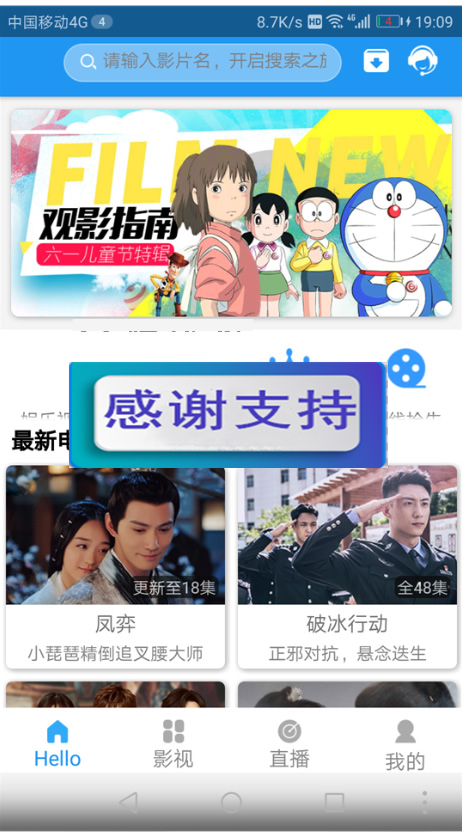 中国移动4G 4
8.7K/s HD 4G 4 19:09
请输入影片名，开启搜索之旅
FILM NEW
观影指南
六一儿童节特辑
感谢支持
最新电
更新至18集
全48集
凤弈
破冰行动
小琵琶精倒追叉腰大师
正邪对抗，悬念迭生
Hello
影视
直播
我的